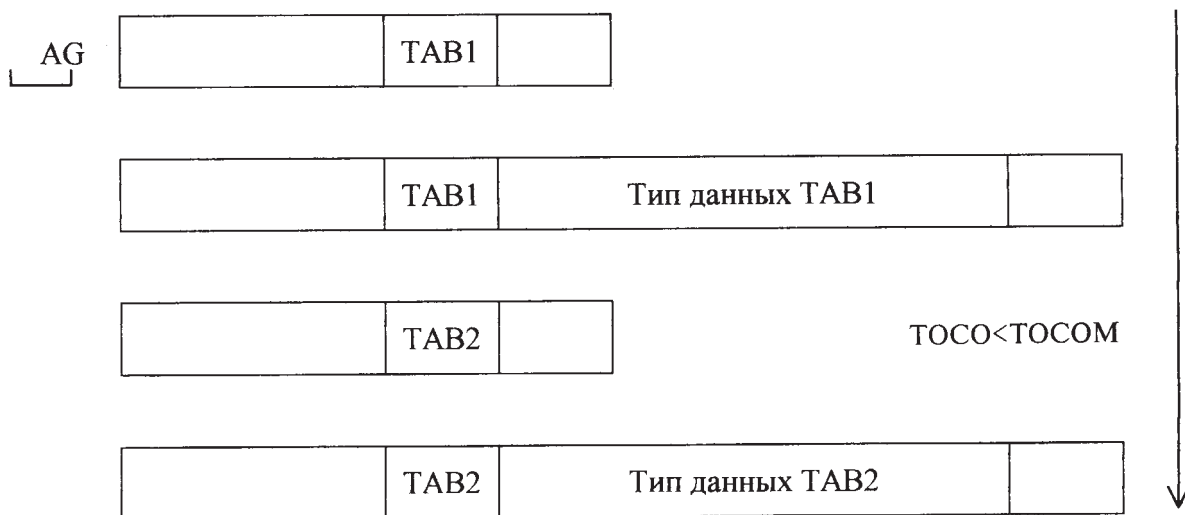 AG TAB1
TAB1 Тип данных TAB1
TAB2 TOCO<TOCOM
TAB2 Тип данных TAB2